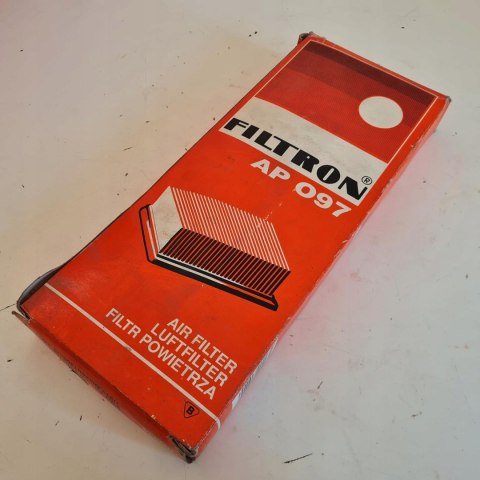 FILTRON®
AP 097
AIR FILTER
LUFTFILTER
FILTR POWIETRZA
B